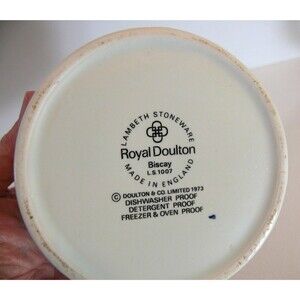 LAMBETH STONEWARE
Royal Doulton
Biscay
L.S.1007
MADE IN ENGLAND
© DOULTON & CO. LIMITED 1973
DISHWASHER PROOF
DETERGENT PROOF
FREEZER & OVEN PROOF